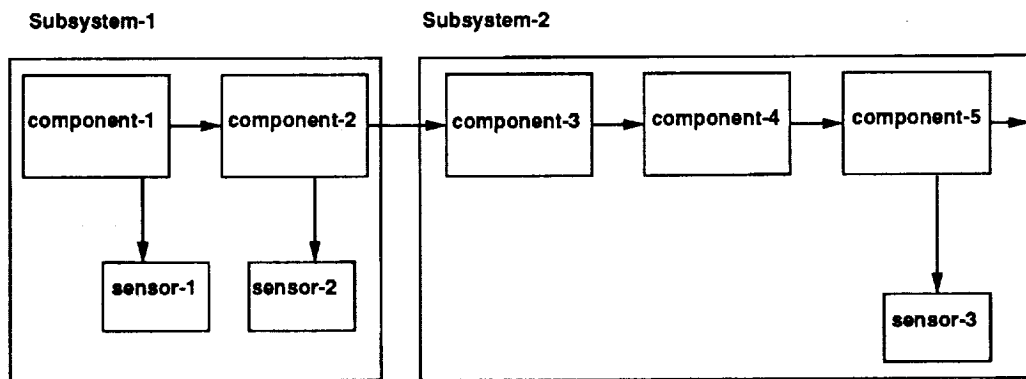 Subsystem-1
Subsystem-2
component-1
component-2
component-3
component-4
component-5
sensor-1
sensor-2
sensor-3